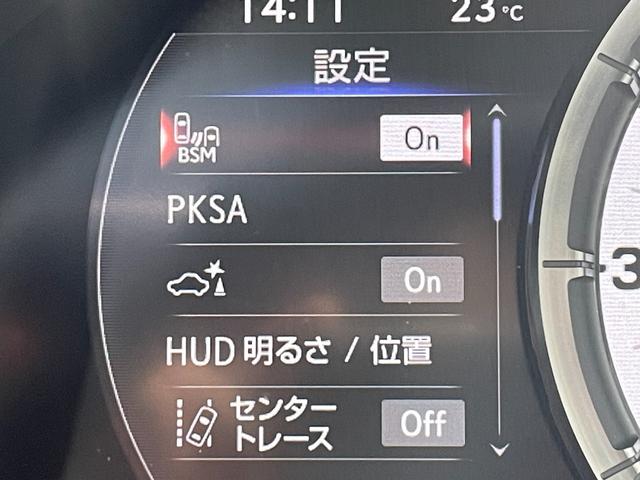 14:11 23℃
設定
BSM On
PKSA
On
HUD 明るさ / 位置
センター
トレース Off
3